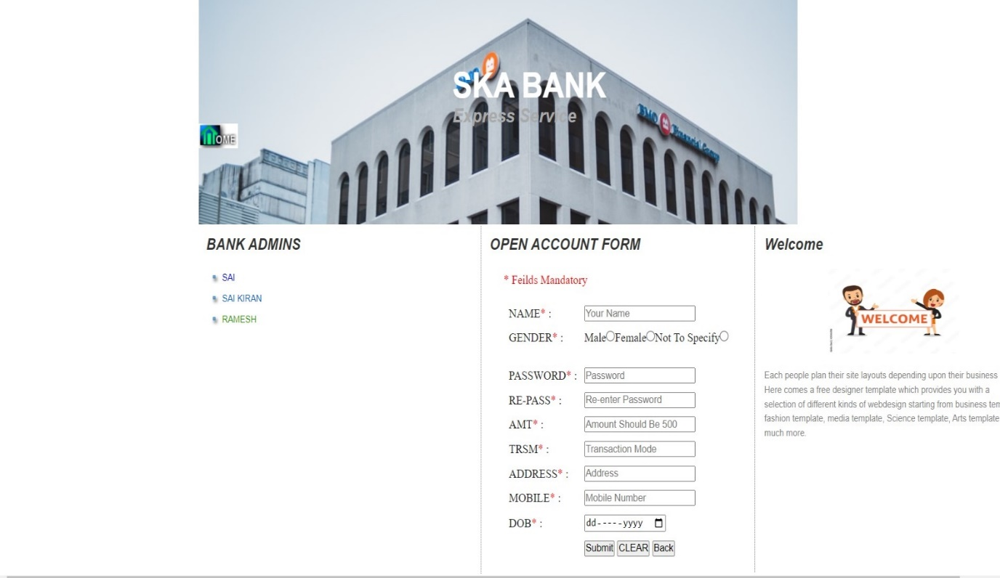 SKA BANK
Express Service
BMO Financial Group
HOME
BANK ADMINS
SAI
SAI KIRAN
RAMESH
OPEN ACCOUNT FORM
* Feilds Mandatory
NAME* : Your Name
GENDER* : Male Female Not To Specify
PASSWORD* : Password
RE-PASS* : Re-enter Password
AMT* : Amount Should Be 500
TRSM* : Transaction Mode
ADDRESS* : Address
MOBILE* : Mobile Number
DOB* : dd-----yyyy
Submit CLEAR Back
Welcome
WELCOME
Each people plan their site layouts depending upon their business
Here comes a free designer template which provides you with a
selection of different kinds of webdesign starting from business tem
fashion template, media template, Science template, Arts template
much more.